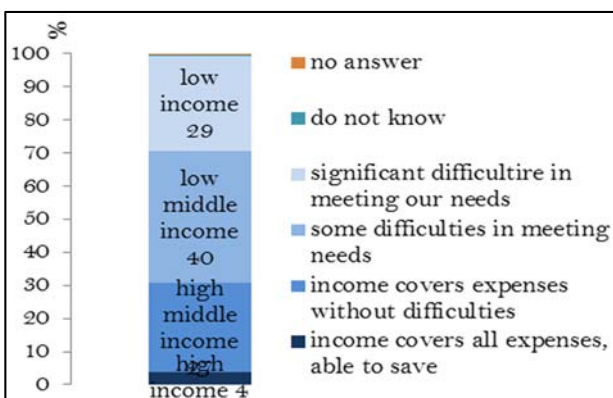 %
100
90
80
70
60
50
40
30
20
10
0
low
income
29
low
middle
income
40
high
middle
income
high
income 4
no answer
do not know
significant difficultire in
meeting our needs
some difficulties in meeting
needs
income covers expenses
without difficulties
income covers all expenses,
able to save